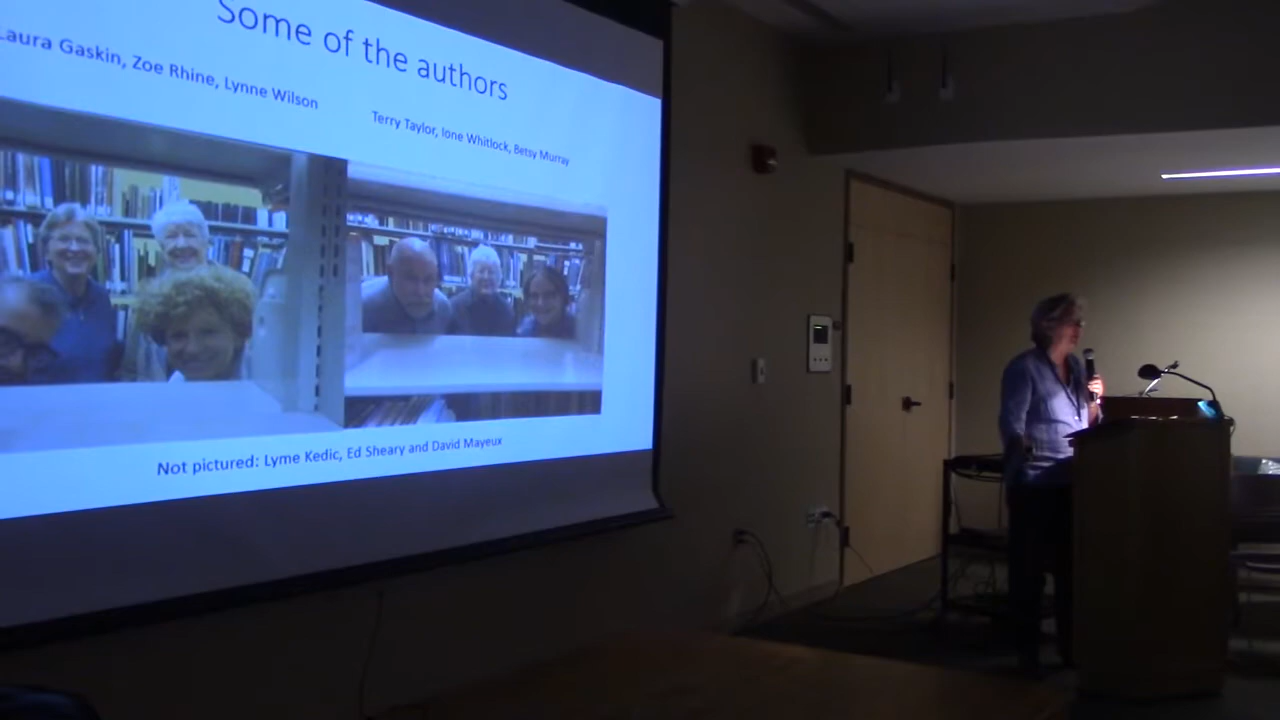 Some of the authors
Laura Gaskin, Zoe Rhine, Lynne Wilson
Terry Taylor, Ione Whitlock, Betsy Murray
Not pictured: Lyme Kedic, Ed Sheary and David Mayeux